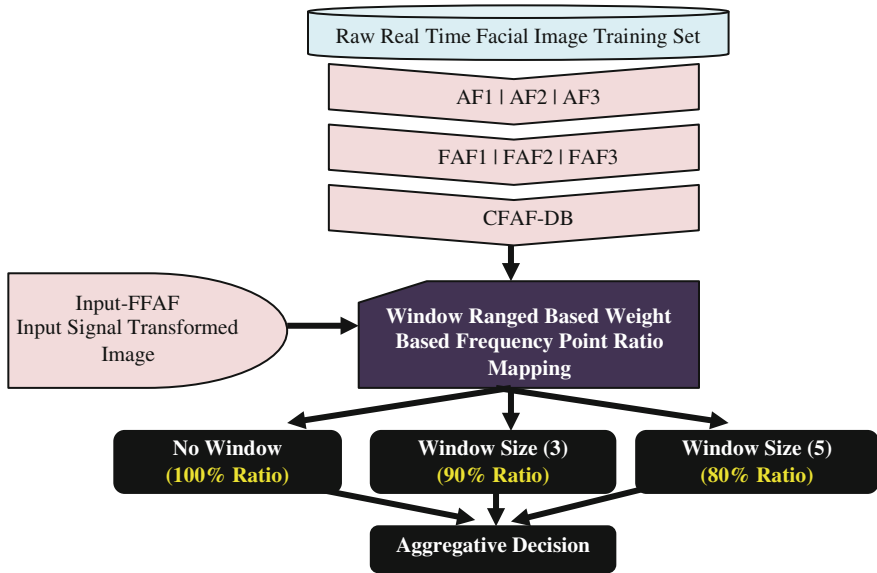 Raw Real Time Facial Image Training Set
AF1 | AF2 | AF3
FAF1 | FAF2 | FAF3
CFAF-DB
Input-FFAF
Input Signal Transformed
Image
Window Ranged Based Weight
Based Frequency Point Ratio
Mapping
No Window
(100% Ratio)
Window Size (3)
(90% Ratio)
Window Size (5)
(80% Ratio)
Aggregative Decision